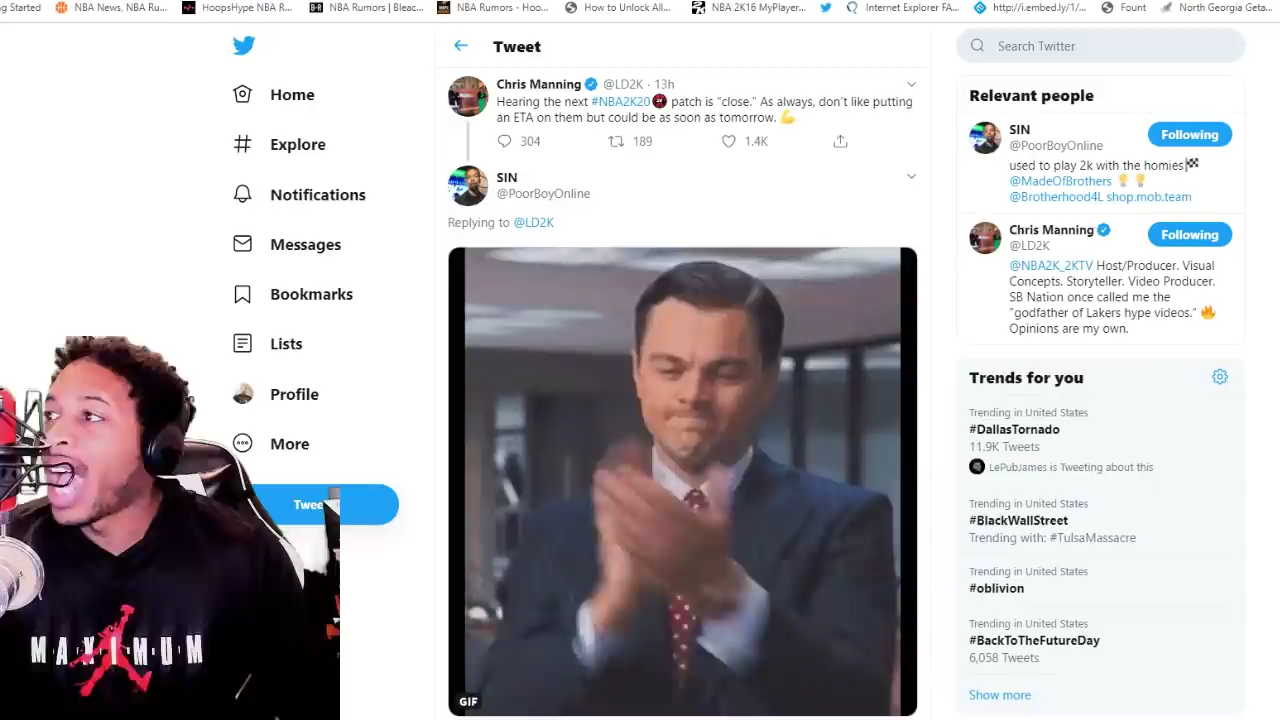 ng Started
NBA News, NBA Ru...
HoopsHype NBA R...
NBA Rumors | Bleac...
NBA Rumors - Hoo...
How to Unlock All...
NBA 2K16 MyPlayer...
Internet Explorer FA...
http://i.embed.ly/1/...
Fount
North Georgia Geta...
Home
Explore
Notifications
Messages
Bookmarks
Lists
Profile
More
Twee
MAXIMUM
Tweet
Chris Manning @LD2K · 13h
Hearing the next #NBA2K20 patch is "close." As always, don't like putting
an ETA on them but could be as soon as tomorrow.
304 189 1.4K
SIN
@PoorBoyOnline
Replying to @LD2K
GIF
Search Twitter
Relevant people
SIN
@PoorBoyOnline
Following
used to play 2k with the homies
@MadeOfBrothers
@Brotherhood4L shop.mob.team
Chris Manning
@LD2K
Following
@NBA2K_2KTV Host/Producer. Visual
Concepts. Storyteller. Video Producer.
SB Nation once called me the
"godfather of Lakers hype videos."
Opinions are my own.
Trends for you
Trending in United States
#DallasTornado
11.9K Tweets
LePubJames is Tweeting about this
Trending in United States
#BlackWallStreet
Trending with: #TulsaMassacre
Trending in United States
#oblivion
Trending in United States
#BackToTheFutureDay
6,058 Tweets
Show more